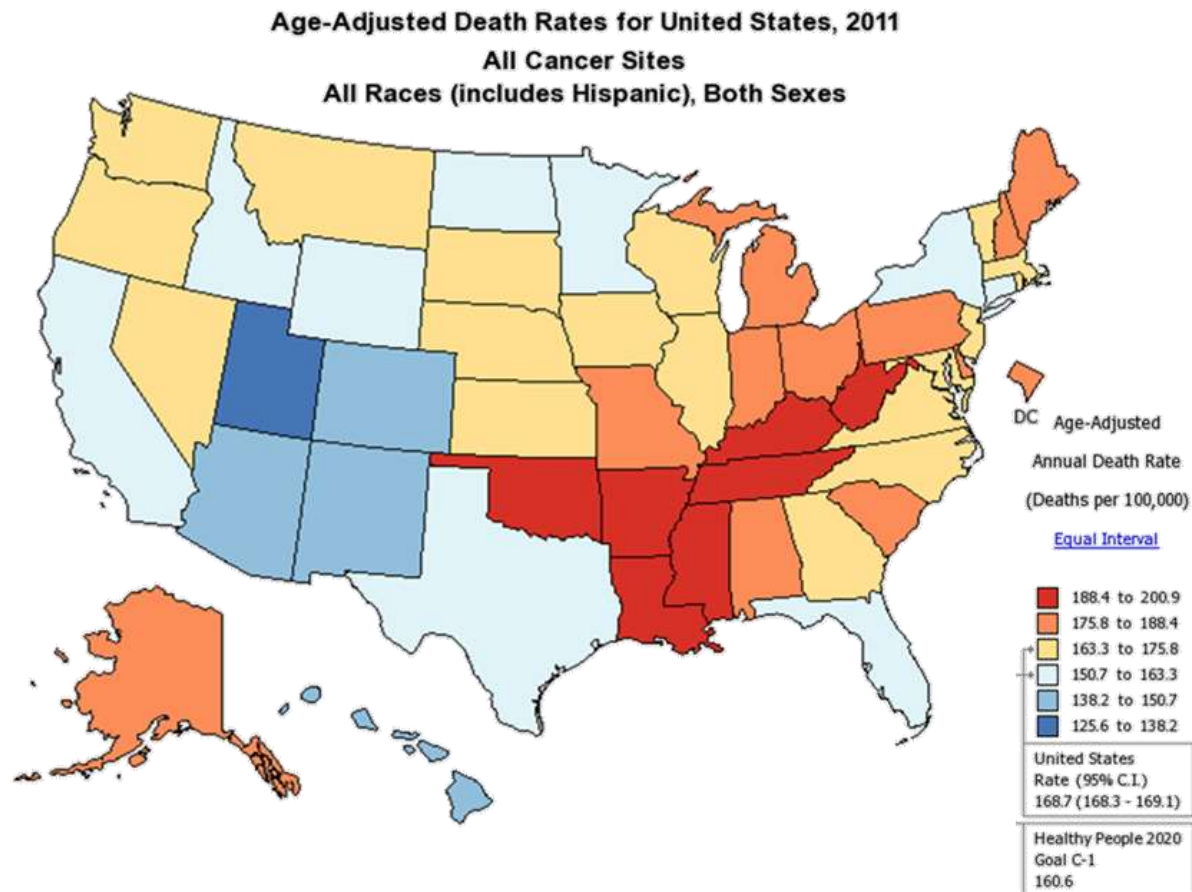 Age-Adjusted Death Rates for United States, 2011
All Cancer Sites
All Races (includes Hispanic), Both Sexes
DC
Age-Adjusted
Annual Death Rate
(Deaths per 100,000)
Equal Interval
188.4 to 200.9
175.8 to 188.4
163.3 to 175.8
150.7 to 163.3
138.2 to 150.7
125.6 to 138.2
United States
Rate (95% C.I.)
168.7 (168.3 - 169.1)
Healthy People 2020
Goal C-1
160.6